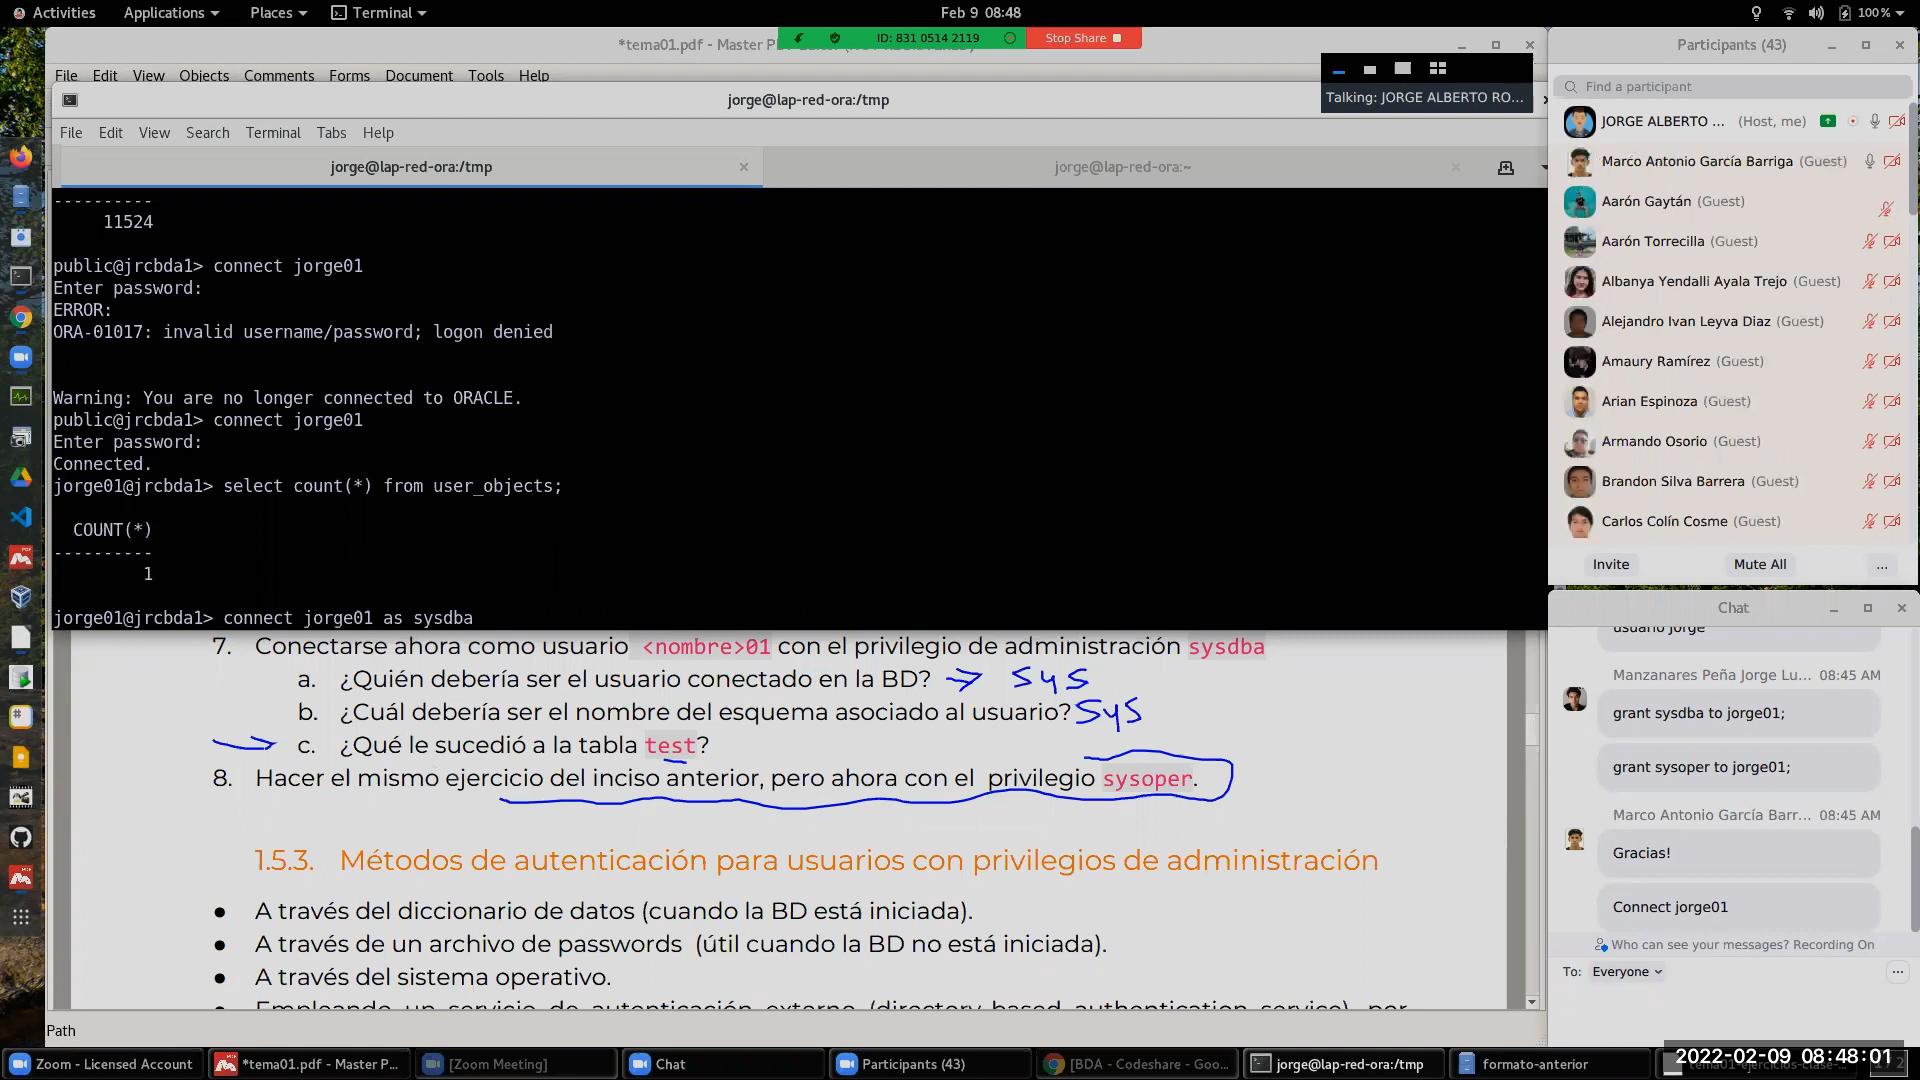 Activities
Applications
Places
Terminal
Feb 9 08:48
100%
*tema01.pdf - Master P
ID: 831 0514 2119
Stop Share
File Edit View Objects Comments Forms Document Tools Help
Talking: JORGE ALBERTO RO...
jorge@lap-red-ora:/tmp
File Edit View Search Terminal Tabs Help
jorge@lap-red-ora:/tmp
jorge@lap-red-ora:~
----------
11524
public@jrcbda1> connect jorge01
Enter password:
ERROR:
ORA-01017: invalid username/password; logon denied
Warning: You are no longer connected to ORACLE.
public@jrcbda1> connect jorge01
Enter password:
Connected.
jorge01@jrcbda1> select count(*) from user_objects;
COUNT(*)
----------
1
jorge01@jrcbda1> connect jorge01 as sysdba
7. Conectarse ahora como usuario <nombre>01 con el privilegio de administración sysdba
a. ¿Quién debería ser el usuario conectado en la BD? → sys
b. ¿Cuál debería ser el nombre del esquema asociado al usuario? sys
c. ¿Qué le sucedió a la tabla test?
8. Hacer el mismo ejercicio del inciso anterior, pero ahora con el privilegio sysoper.
1.5.3. Métodos de autenticación para usuarios con privilegios de administración
● A través del diccionario de datos (cuando la BD está iniciada).
● A través de un archivo de passwords (útil cuando la BD no está iniciada).
● A través del sistema operativo.
● Empleando un servicio de autenticación externo (directory based authentication service), por
Path
Participants (43)
Find a participant
JORGE ALBERTO ... (Host, me)
Marco Antonio García Barriga (Guest)
Aarón Gaytán (Guest)
Aarón Torrecilla (Guest)
Albanya Yendalli Ayala Trejo (Guest)
Alejandro Ivan Leyva Diaz (Guest)
Amaury Ramírez (Guest)
Arian Espinoza (Guest)
Armando Osorio (Guest)
Brandon Silva Barrera (Guest)
Carlos Colín Cosme (Guest)
Invite
Mute All
...
Chat
usuario jorge
Manzanares Peña Jorge Lu... 08:45 AM
grant sysdba to jorge01;
grant sysoper to jorge01;
Marco Antonio García Barr... 08:45 AM
Gracias!
Connect jorge01
Who can see your messages? Recording On
To: Everyone
Zoom - Licensed Account
*tema01.pdf - Master P...
[Zoom Meeting]
Chat
Participants (43)
[BDA - Codeshare - Goo...
jorge@lap-red-ora:/tmp
formato-anterior
2022-02-09 08:48:01